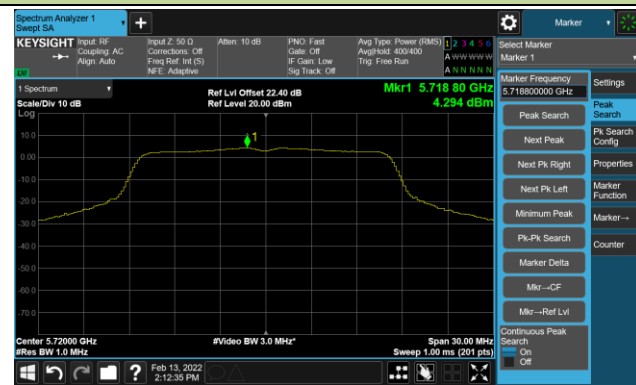 Spectrum Analyzer 1
Swept SA
Marker
KEYSIGHT
Input: RF
Coupling: AC
Align: Auto
Input Z: 50 Ω
Corrections: Off
Freq Ref: Int (S)
NFE: Adaptive
Atten: 10 dB
PNO: Fast
Gate: Off
IF Gain: Low
Sig Track: Off
Avg Type: Power (RMS)
Avg|Hold: 400/400
Trig: Free Run
1 2 3 4 5 6
A W W W W W
A N N N N N
LXI
Select Marker
Marker 1
1 Spectrum
Scale/Div 10 dB
Log
Ref Lvl Offset 22.40 dB
Ref Level 20.00 dBm
Mkr1 5.718 80 GHz
4.294 dBm
1
10.0
0.00
-10.0
-20.0
-30.0
-40.0
-50.0
-60.0
-70.0
Center 5.72000 GHz
#Res BW 1.0 MHz
#Video BW 3.0 MHz*
Span 30.00 MHz
Sweep 1.00 ms (201 pts)
Marker Frequency
5.718800000 GHz
Peak Search
Next Peak
Next Pk Right
Next Pk Left
Minimum Peak
Pk-Pk Search
Marker Delta
Mkr→CF
Mkr→Ref Lvl
Continuous Peak
Search
On
Off
Settings
Peak
Search
Pk Search
Config
Properties
Marker
Function
Marker→
Counter
Feb 13, 2022
2:12:35 PM